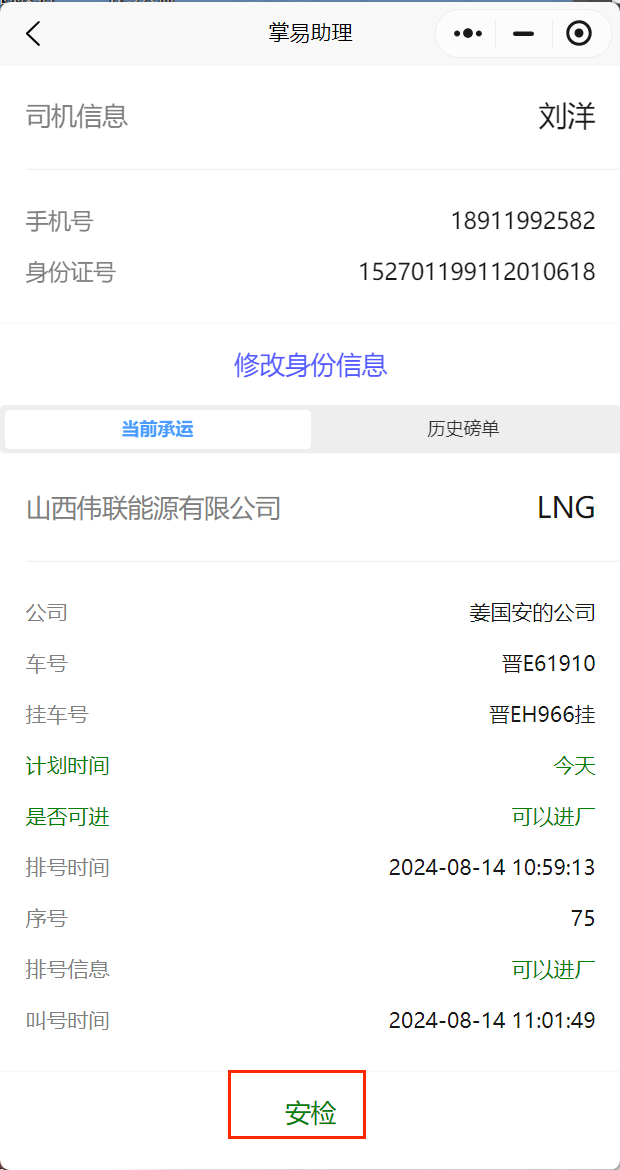 掌易助理
司机信息 刘洋
手机号 18911992582
身份证号 152701199112010618
修改身份信息
当前承运 历史磅单
山西伟联能源有限公司 LNG
公司 姜国安的公司
车号 晋E61910
挂车号 晋EH966挂
计划时间 今天
是否可进 可以进厂
排号时间 2024-08-14 10:59:13
序号 75
排号信息 可以进厂
叫号时间 2024-08-14 11:01:49
安检